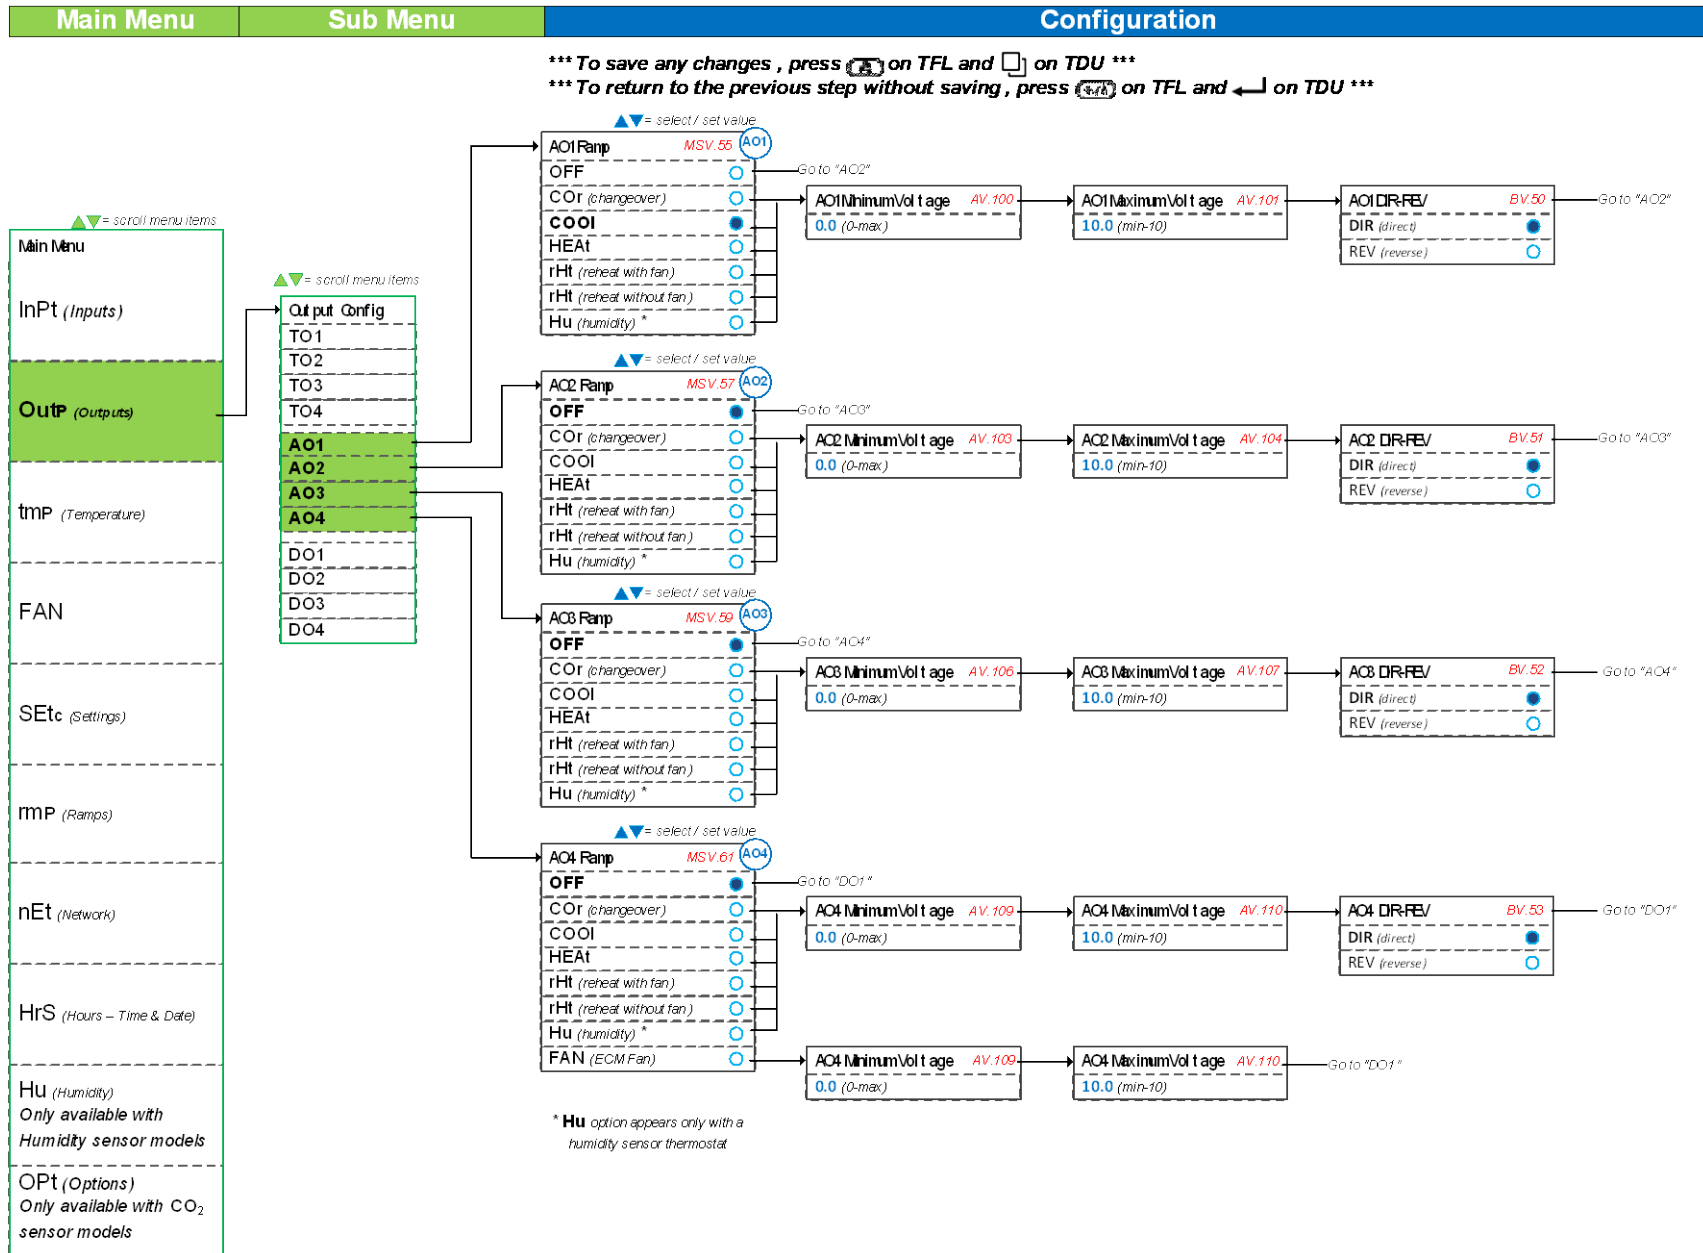 Main Menu
Sub Menu
Configuration
*** To save any changes , press on TFL and on TDU ***
*** To return to the previous step without saving , press on TFL and on TDU ***
= scroll menu items
Main Menu
InPt (Inputs)
OutP (Outputs)
tmP (Temperature)
FAN
SEtc (Settings)
rmP (Ramps)
nEt (Network)
HrS (Hours – Time & Date)
Hu (Humidity)
Only available with
Humidity sensor models
OPt (Options)
Only available with CO2
sensor models
= scroll menu items
Output Config
TO1
TO2
TO3
TO4
AO1
AO2
AO3
AO4
DO1
DO2
DO3
DO4
= select / set value
AO1 Ramp MSV.55 AO1
OFF
Go to "AO2"
COr (changeover)
COOl
HEAt
rHt (reheat with fan)
rHt (reheat without fan)
Hu (humidity) *
AO1 Minimum Voltage AV.100
0.0 (0-max)
AO1 Maximum Voltage AV.101
10.0 (min-10)
AO1 DIR-REV BV.50
DIR (direct)
REV (reverse)
Go to "AO2"
= select / set value
AO2 Ramp MSV.57 AO2
OFF
Go to "AO3"
COr (changeover)
COOl
HEAt
rHt (reheat with fan)
rHt (reheat without fan)
Hu (humidity) *
AO2 Minimum Voltage AV.103
0.0 (0-max)
AO2 Maximum Voltage AV.104
10.0 (min-10)
AO2 DIR-REV BV.51
DIR (direct)
REV (reverse)
Go to "AO3"
= select / set value
AO3 Ramp MSV.59 AO3
OFF
Go to "AO4"
COr (changeover)
COOl
HEAt
rHt (reheat with fan)
rHt (reheat without fan)
Hu (humidity) *
AO3 Minimum Voltage AV.106
0.0 (0-max)
AO3 Maximum Voltage AV.107
10.0 (min-10)
AO3 DIR-REV BV.52
DIR (direct)
REV (reverse)
Go to "AO4"
= select / set value
AO4 Ramp MSV.61 AO4
OFF
Go to "DO1"
COr (changeover)
COOl
HEAt
rHt (reheat with fan)
rHt (reheat without fan)
Hu (humidity) *
FAN (ECM Fan)
AO4 Minimum Voltage AV.109
0.0 (0-max)
AO4 Maximum Voltage AV.110
10.0 (min-10)
AO4 DIR-REV BV.53
DIR (direct)
REV (reverse)
Go to "DO1"
AO4 Minimum Voltage AV.109
0.0 (0-max)
AO4 Maximum Voltage AV.110
10.0 (min-10)
Go to "DO1"
* Hu option appears only with a
humidity sensor thermostat